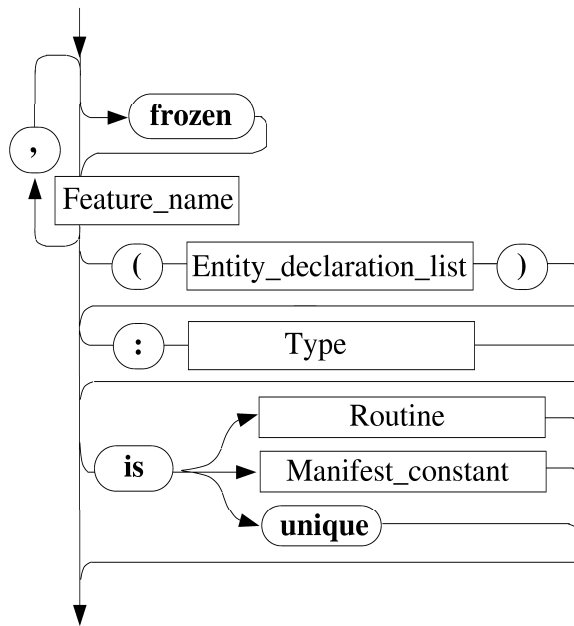 frozen
,
Feature_name
( Entity_declaration_list )
: Type
Routine
is Manifest_constant
unique